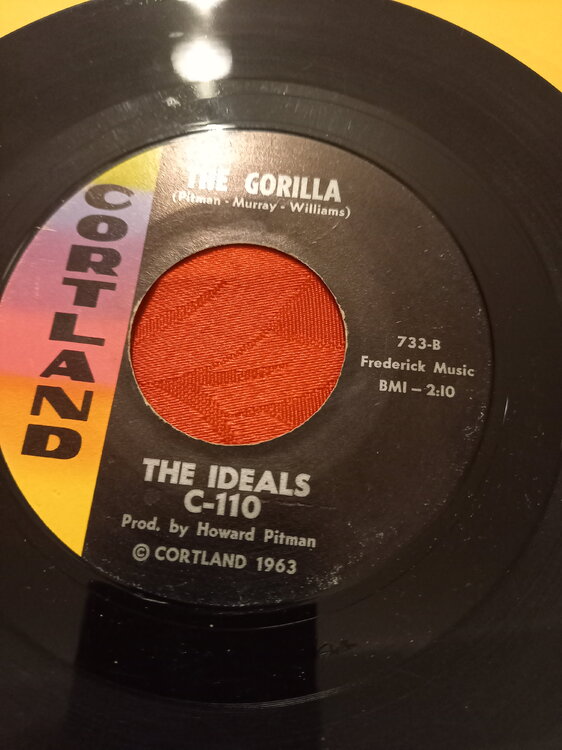 CORTLAND
THE GORILLA
(Pitman - Murray - Williams)
733-B
Frederick Music
BMI - 2:10
THE IDEALS
C-110
Prod. by Howard Pitman
© CORTLAND 1963